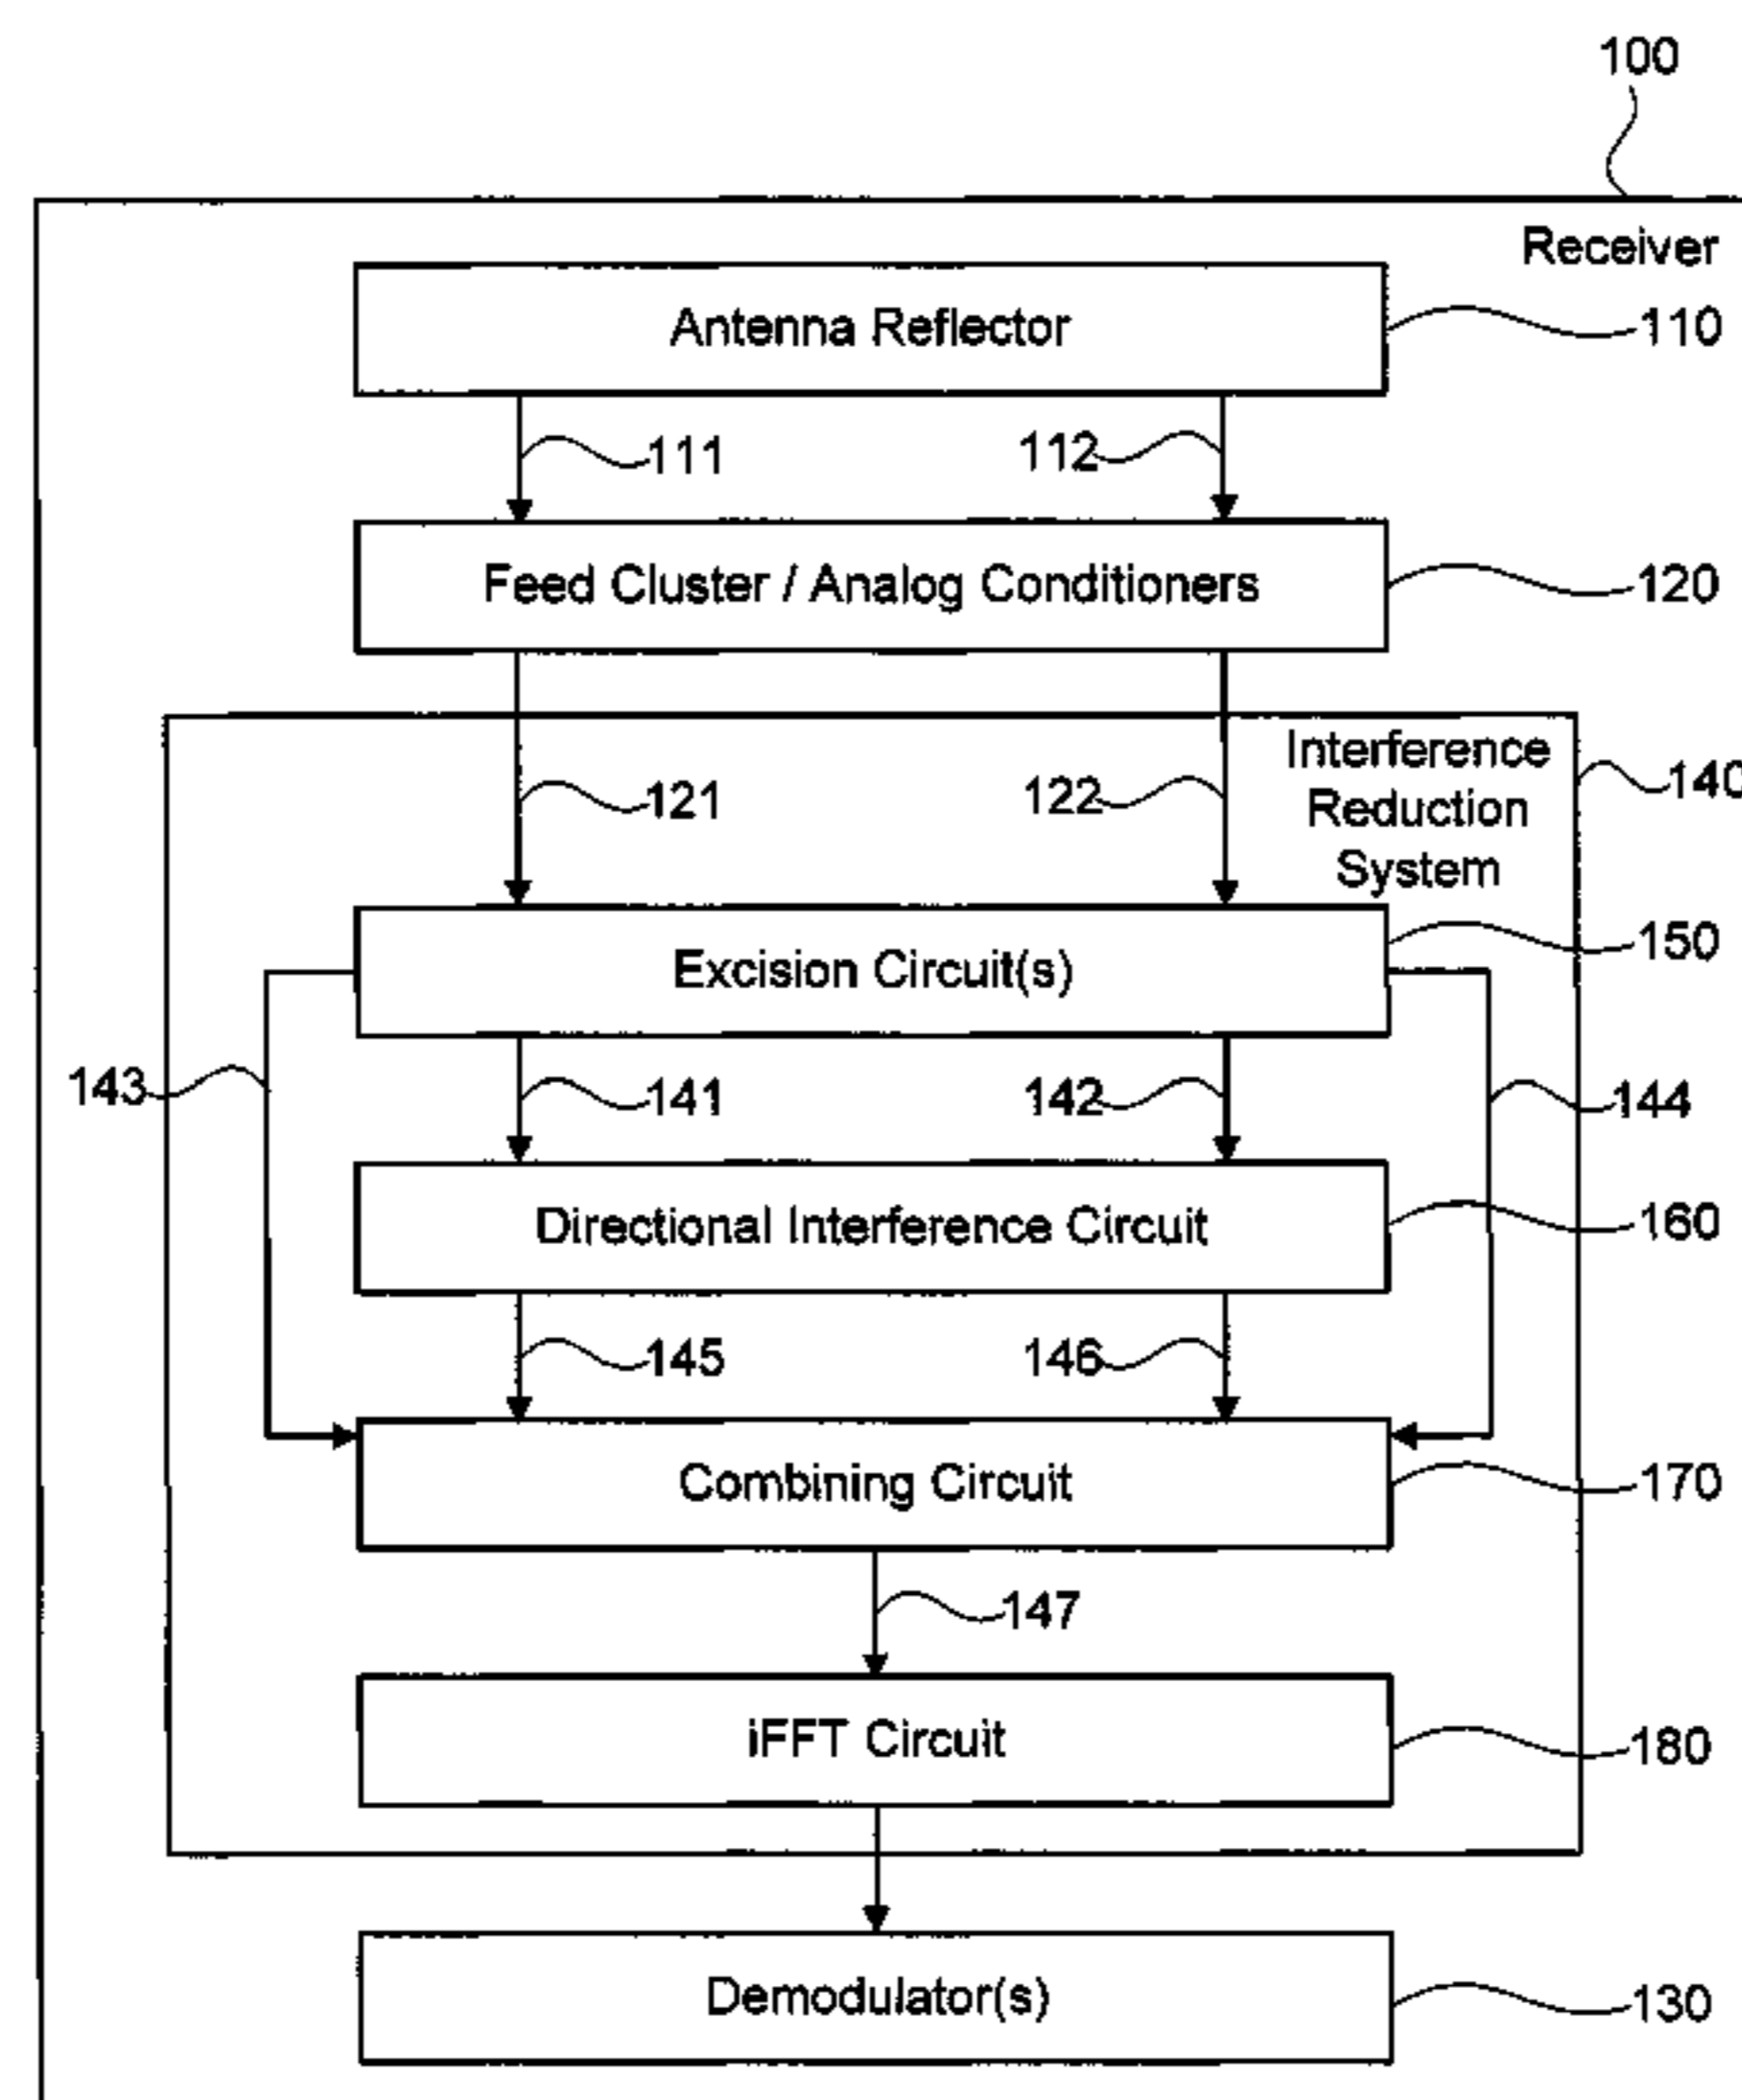 100
Receiver
Antenna Reflector
110
111
112
Feed Cluster / Analog Conditioners
120
Interference
Reduction
System
140
121
122
Excision Circuit(s)
150
143
141
142
144
Directional Interference Circuit
160
145
146
Combining Circuit
170
147
iFFT Circuit
180
Demodulator(s)
130